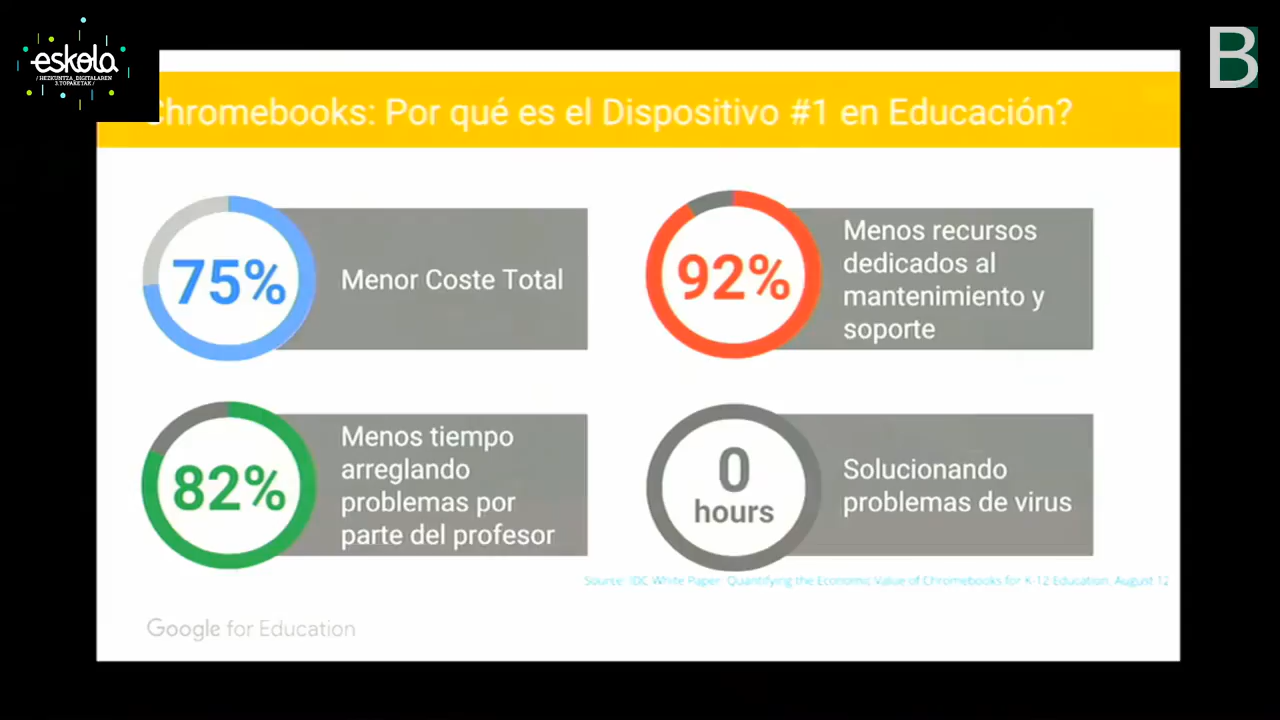 eskola
/ HEZKUNTZA_DIGITALAREN
3.TOPAKETAK /
B
Chromebooks: Por qué es el Dispositivo #1 en Educación?
75%
Menor Coste Total
92%
Menos recursos
dedicados al
mantenimiento y
soporte
82%
Menos tiempo
arreglando
problemas por
parte del profesor
0
hours
Solucionando
problemas de virus
Source: IDC White Paper: Quantifying the Economic Value of Chromebooks for K-12 Education, August 12
Google for Education